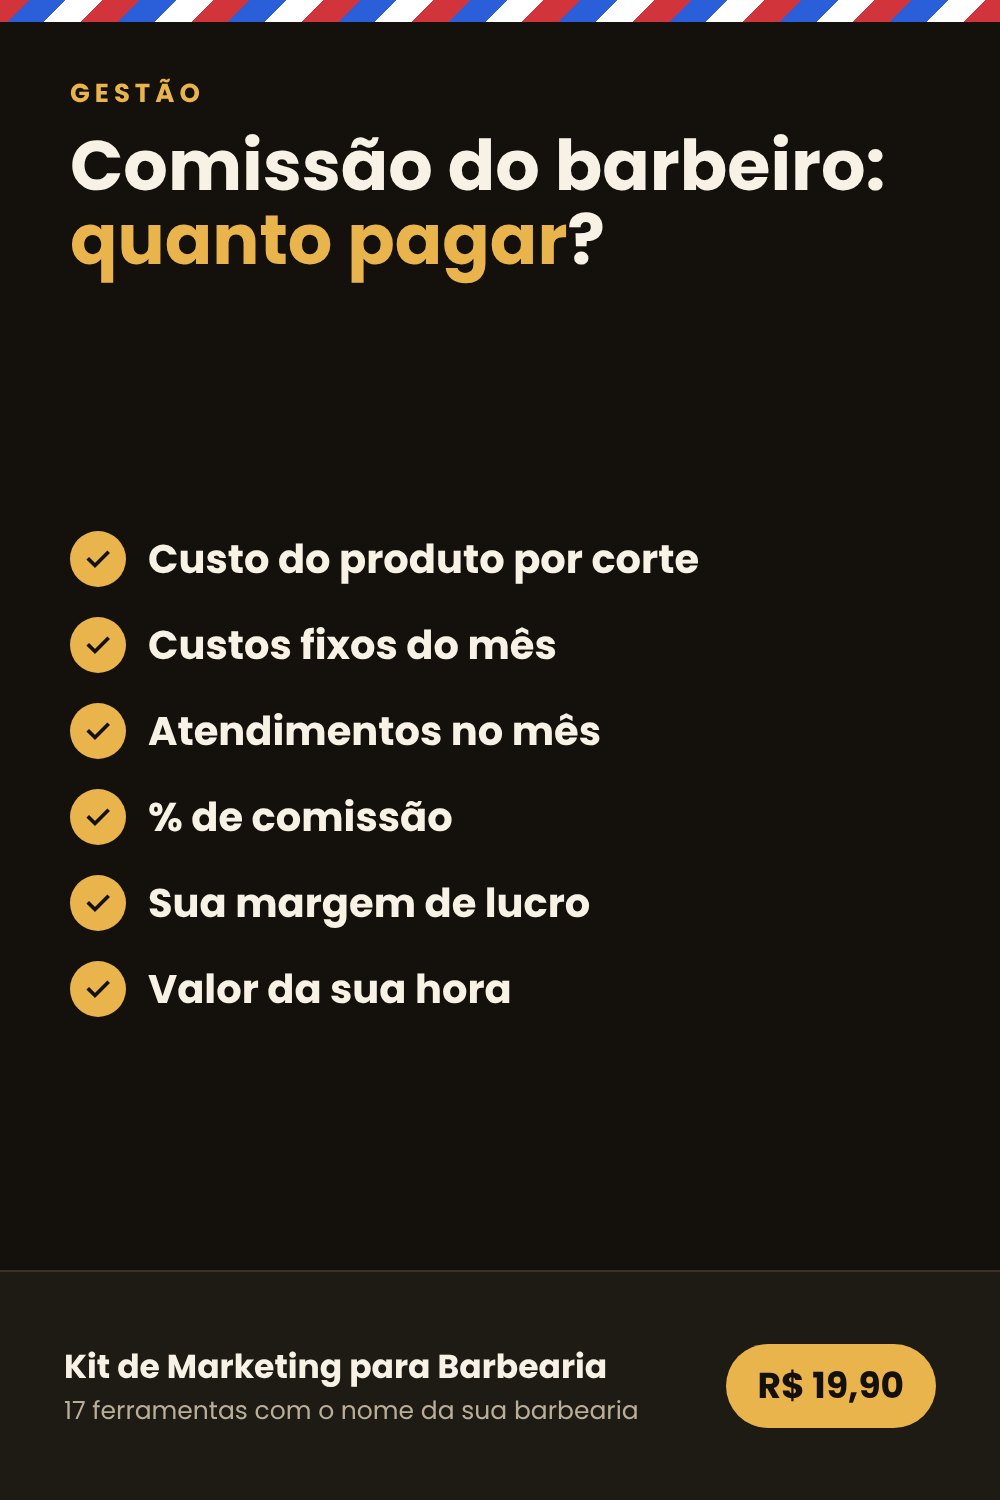 GESTÃO
Comissão do barbeiro:
quanto pagar?
Custo do produto por corte
Custos fixos do mês
Atendimentos no mês
% de comissão
Sua margem de lucro
Valor da sua hora
Kit de Marketing para Barbearia
17 ferramentas com o nome da sua barbearia
R$ 19,90